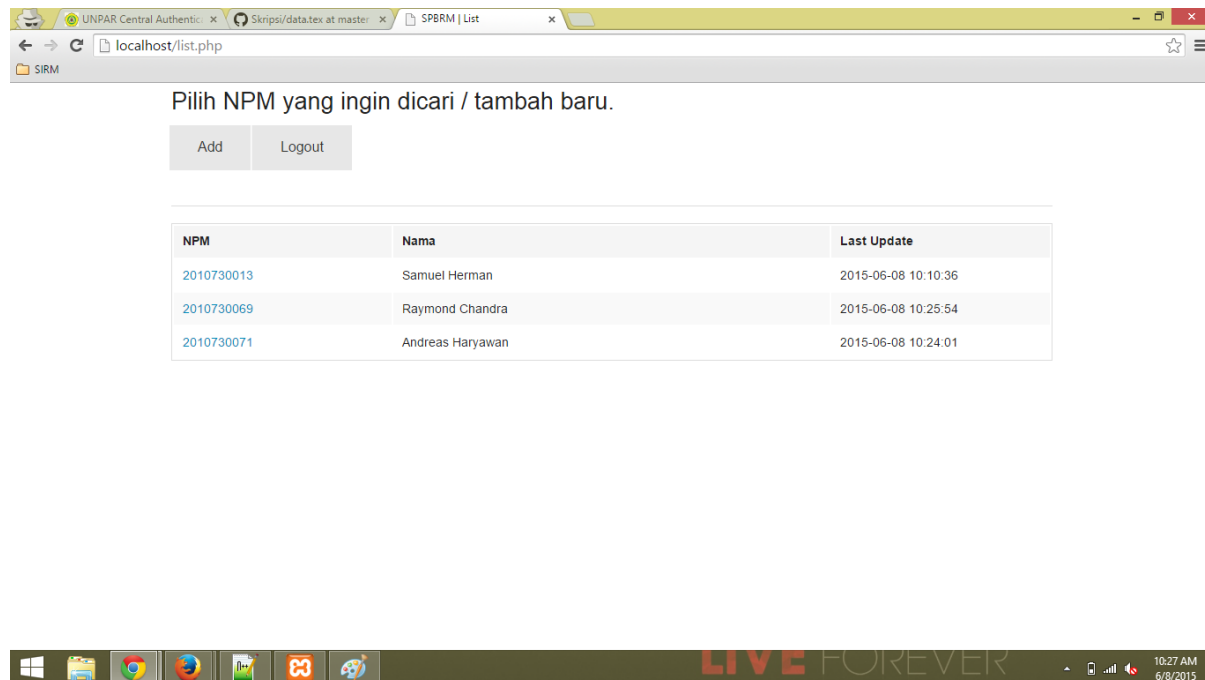 UNPAR Central Authentic Skripsi/data.tex at master SPBRM | List
localhost/list.php
SIRM
Pilih NPM yang ingin dicari / tambah baru.
Add Logout
NPM Nama Last Update
2010730013 Samuel Herman 2015-06-08 10:10:36
2010730069 Raymond Chandra 2015-06-08 10:25:54
2010730071 Andreas Haryawan 2015-06-08 10:24:01
LIVE FOREVER
10:27 AM
6/8/2015